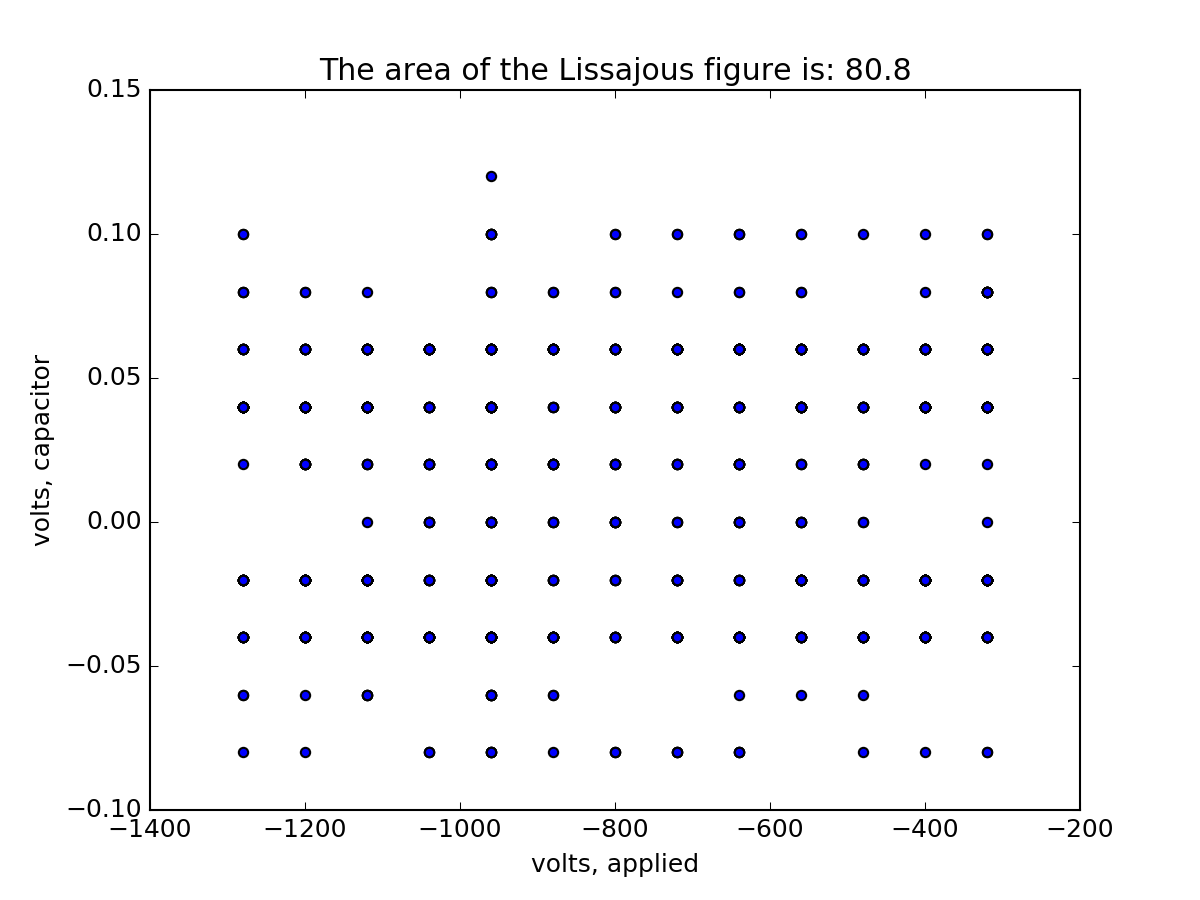 The area of the Lissajous figure is: 80.8
0.15
0.10
0.05
0.00
−0.05
−0.10
volts, capacitor
−1400 −1200 −1000 −800 −600 −400 −200
volts, applied